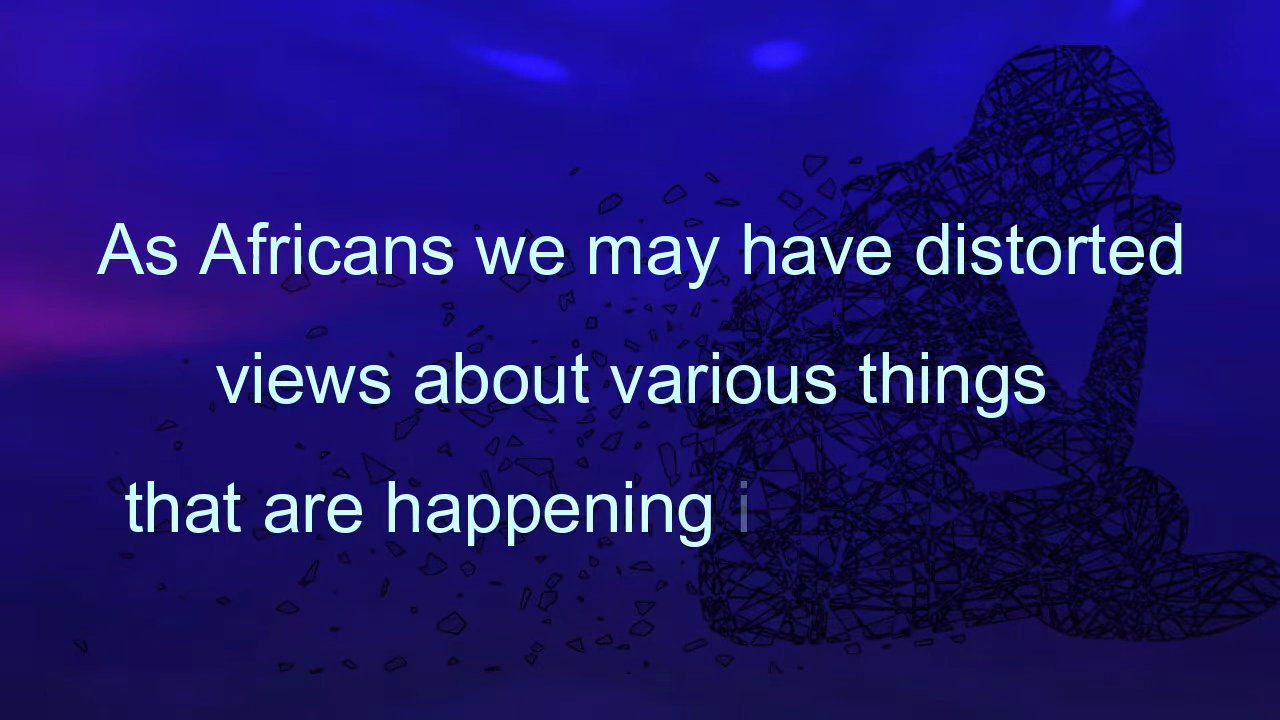 As Africans we may have distorted
views about various things
that are happening i